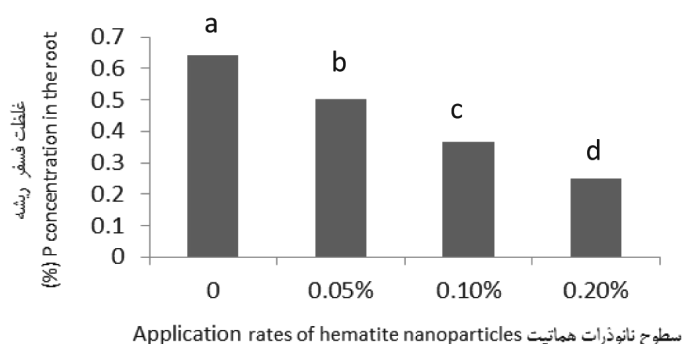 a
b
c
d
0.7
0.6
0.5
0.4
0.3
0.2
0.1
0
غلظت فسفر ریشه
(%) P concentration in the root
0 0.05% 0.10% 0.20%
Application rates of hematite nanoparticles سطوح نانوذرات هماتیت